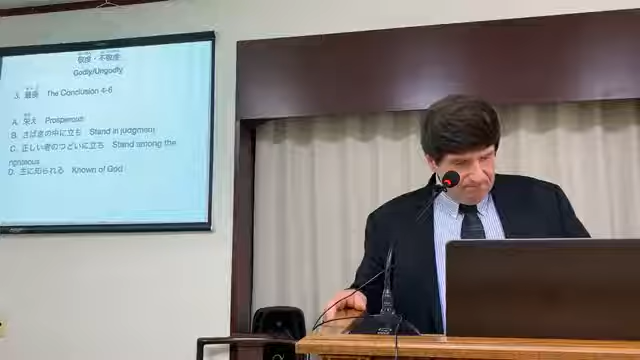 敬虔・不敬虔
Godly/Ungodly
3. 最後 The Conclusion 4-6
A. 栄え Prosperous
B. さばきの中に立ち Stand in judgment
C. 正しい者のつどいに立ち Stand among the
righteous
D. 主に知られる Known of God